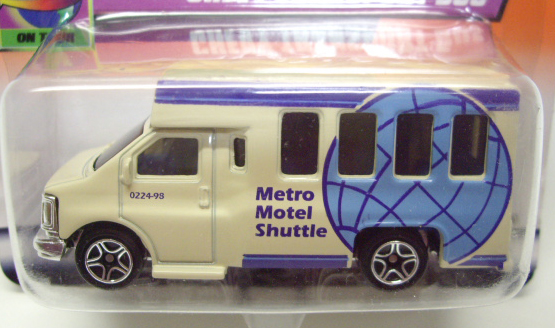 ON TOUR
0224-98
Metro
Motel
Shuttle